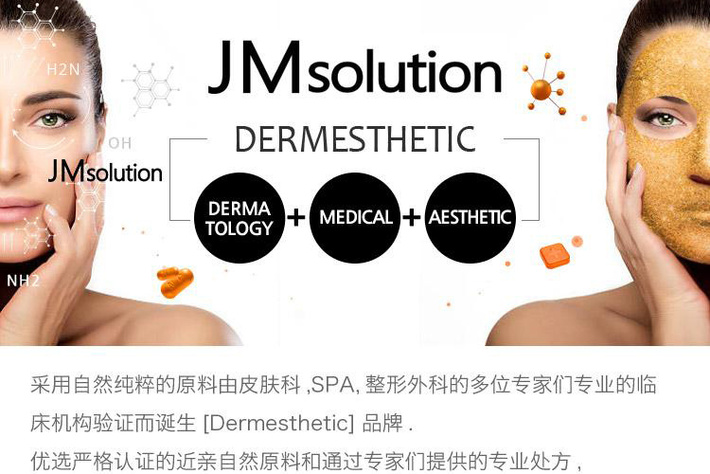 JMsolution
H2N
OH
DERMESTHETIC
JMsolution
DERMA
TOLOGY
+
MEDICAL
+
AESTHETIC
NH2
采用自然纯粹的原料由皮肤科 ,SPA, 整形外科的多位专家们专业的临
床机构验证而诞生 [Dermesthetic] 品牌 .
优选严格认证的近亲自然原料和通过专家们提供的专业处方 ,